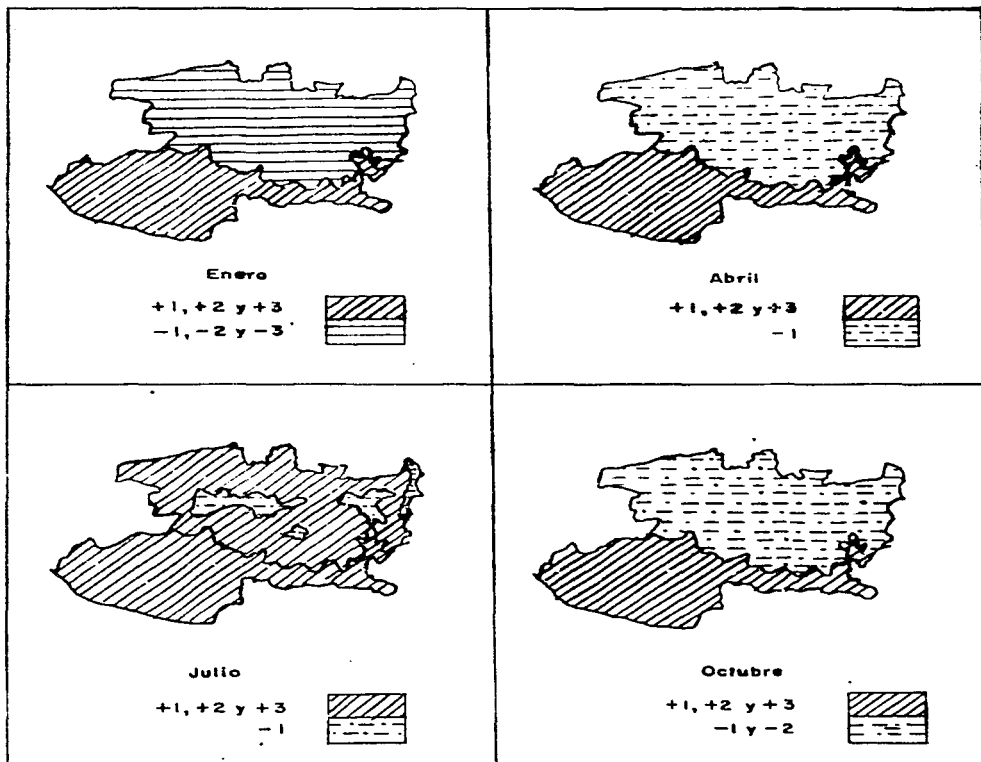 Enero
+1, +2 y +3
-1, -2 y -3
Abril
+1, +2 y +3
-1
Julio
+1, +2 y +3
-1
Octubre
+1, +2 y +3
-1 y -2